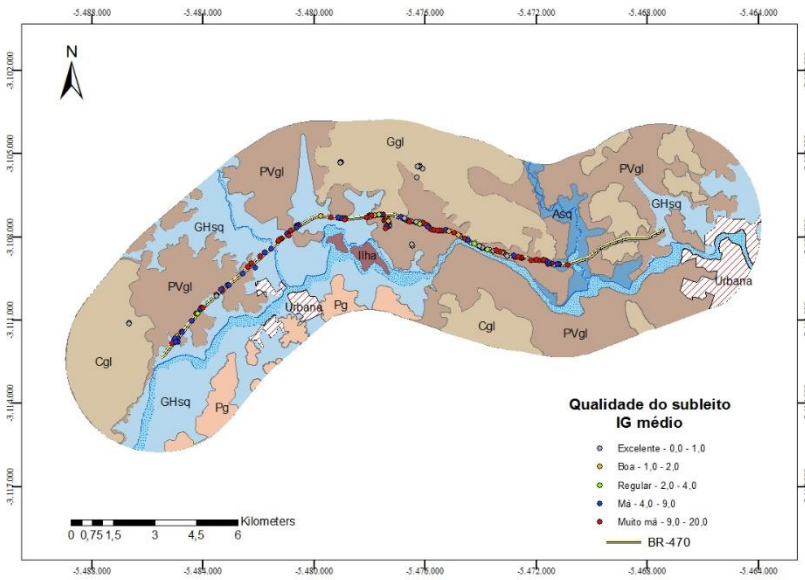 -5.488.000 -5.484.000 -5.480.000 -5.476.000 -5.472.000 -5.468.000 -5.464.000
N
-3.102.000
-3.105.000
-3.108.000
-3.111.000
-3.114.000
-3.117.000
Ggl
PVgl
PVgl
GHsq
GHsq
Asq
Ilha
PVgl
Urbana
Urbana
Pg
Cgl
PVgl
Cgl
GHsq
Pg
Qualidade do subleito
IG médio
Excelente - 0,0 - 1,0
Boa - 1,0 - 2,0
Regular - 2,0 - 4,0
Má - 4,0 - 9,0
Muito má - 9,0 - 20,0
BR-470
Kilometers
0 0,75 1,5 3 4,5 6